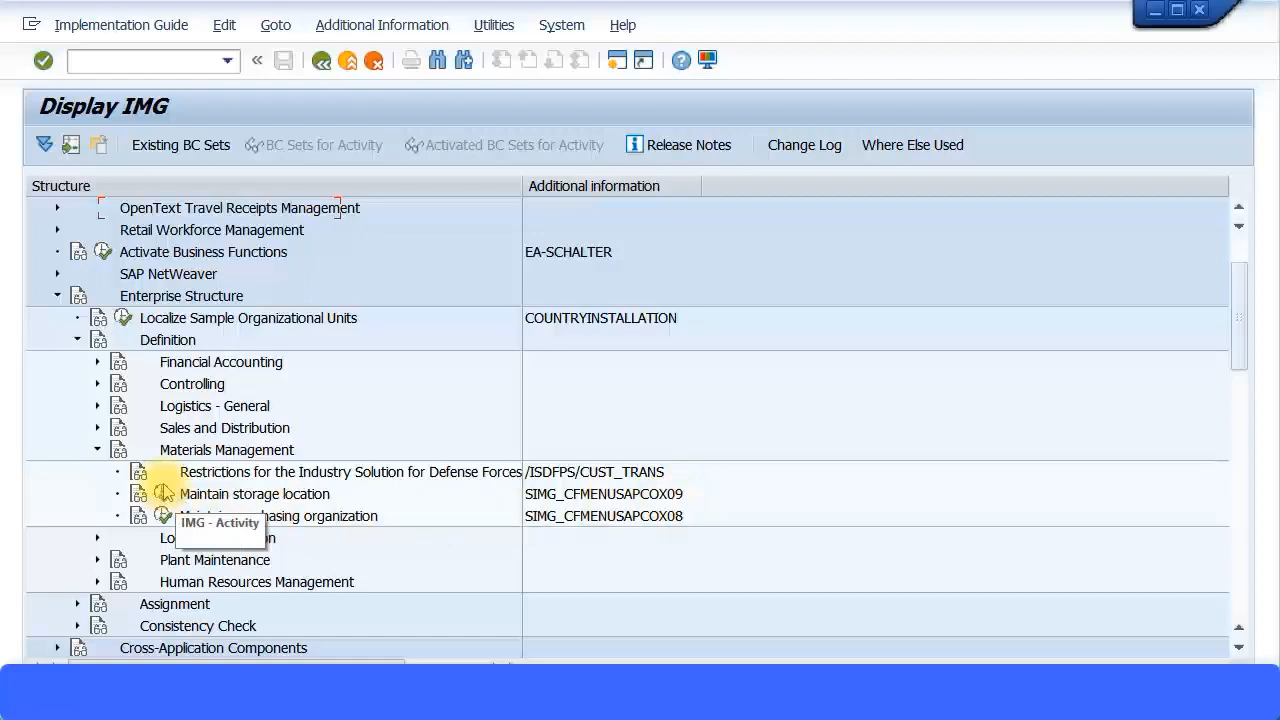 Implementation Guide Edit Goto Additional Information Utilities System Help
Display IMG
Existing BC Sets BC Sets for Activity Activated BC Sets for Activity Release Notes Change Log Where Else Used
Structure Additional information
OpenText Travel Receipts Management
Retail Workforce Management
Activate Business Functions EA-SCHALTER
SAP NetWeaver
Enterprise Structure
Localize Sample Organizational Units COUNTRYINSTALLATION
Definition
Financial Accounting
Controlling
Logistics - General
Sales and Distribution
Materials Management
Restrictions for the Industry Solution for Defense Forces /ISDFPS/CUST_TRANS
Maintain storage location SIMG_CFMENUSAPCOX09
organization SIMG_CFMENUSAPCOX08
IMG - Activity
Plant Maintenance
Human Resources Management
Assignment
Consistency Check
Cross-Application Components